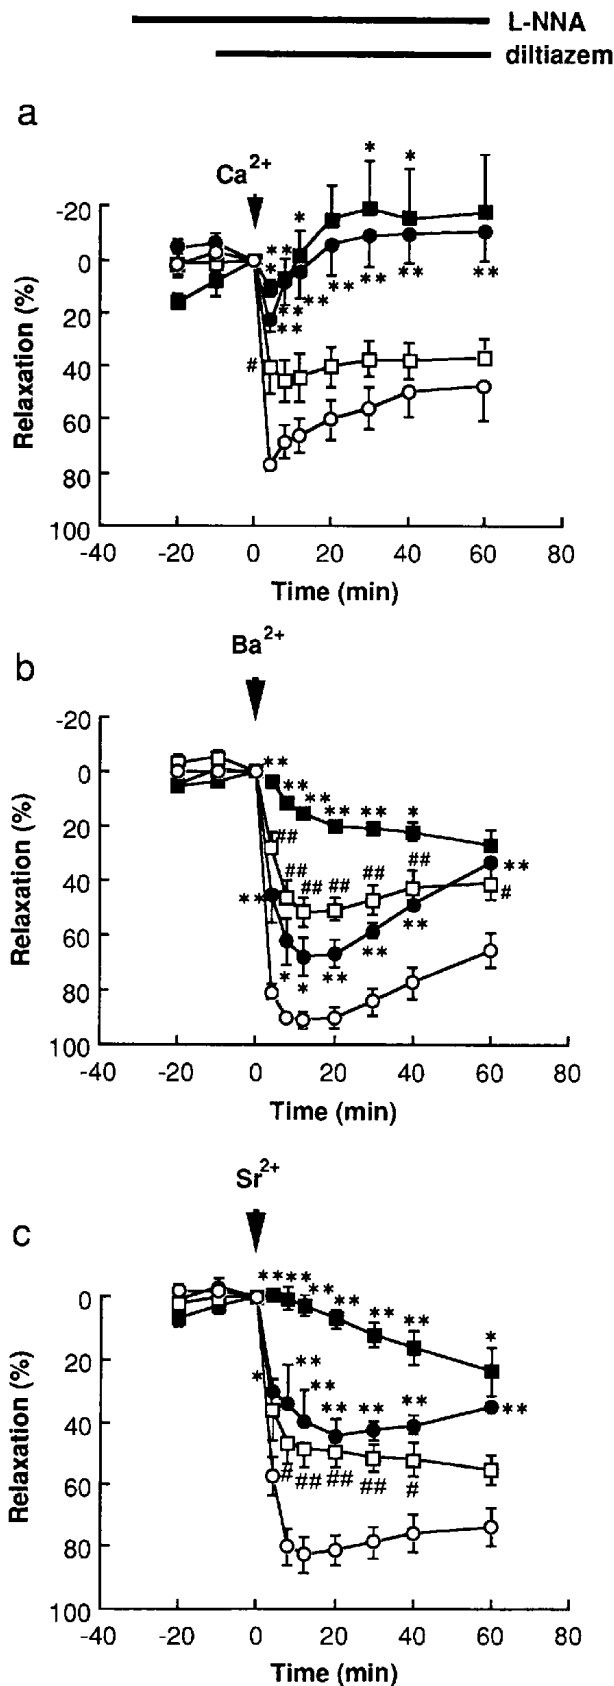 L-NNA
diltiazem
a
Ca2+
-20
0
20
40
60
80
100
-40 -20 0 20 40 60 80
Relaxation (%)
Time (min)
* *
* **
*
** ** ** ** **
**
**
#
b
Ba2+
-20
0
20
40
60
80
100
-40 -20 0 20 40 60 80
Relaxation (%)
Time (min)
** ** ** ** ** *
## ## ## ## ## ##
** **
#
* * ** ** **
c
Sr2+
0
20
40
60
80
100
-40 -20 0 20 40 60 80
Relaxation (%)
Time (min)
** ** ** ** ** ** *
* ** ** ** ** ** **
# ## ## ## #